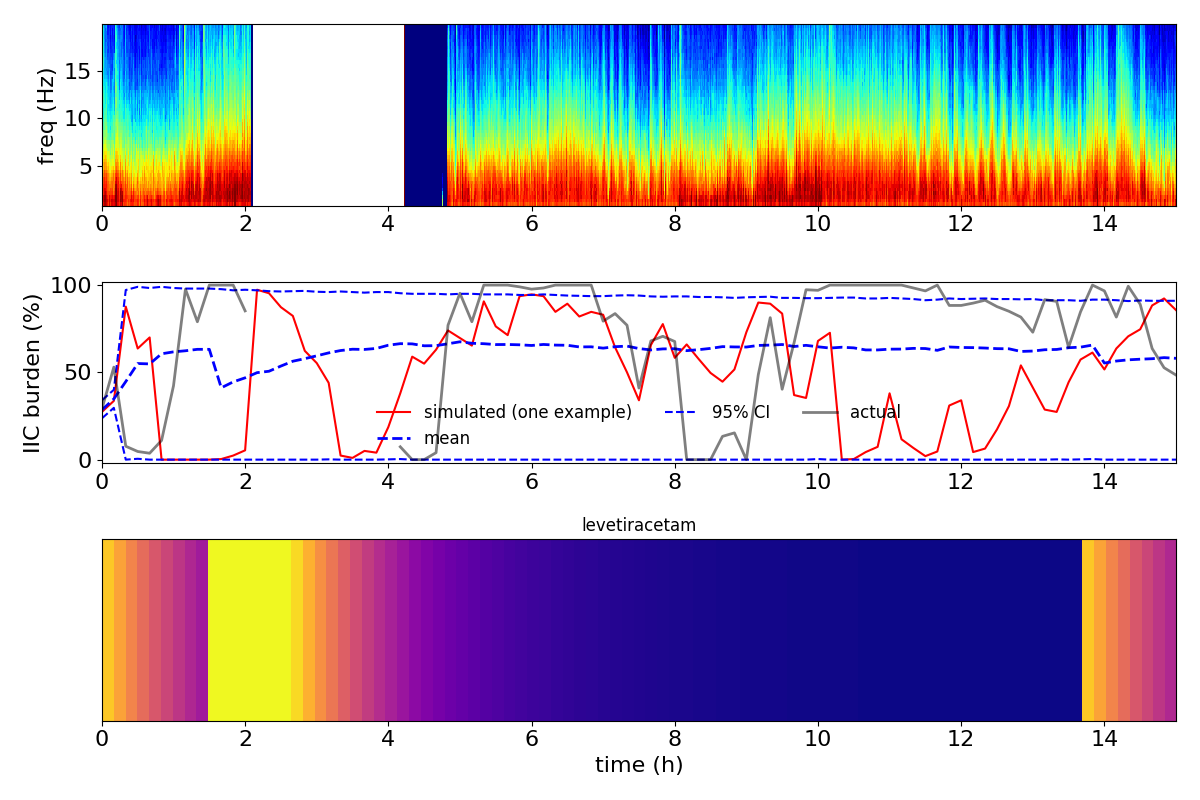 freq (Hz)
15
10
5
0 2 4 6 8 10 12 14
IIC burden (%)
100
50
0
simulated (one example) 95% CI actual
mean
0 2 4 6 8 10 12 14
levetiracetam
0 2 4 6 8 10 12 14
time (h)